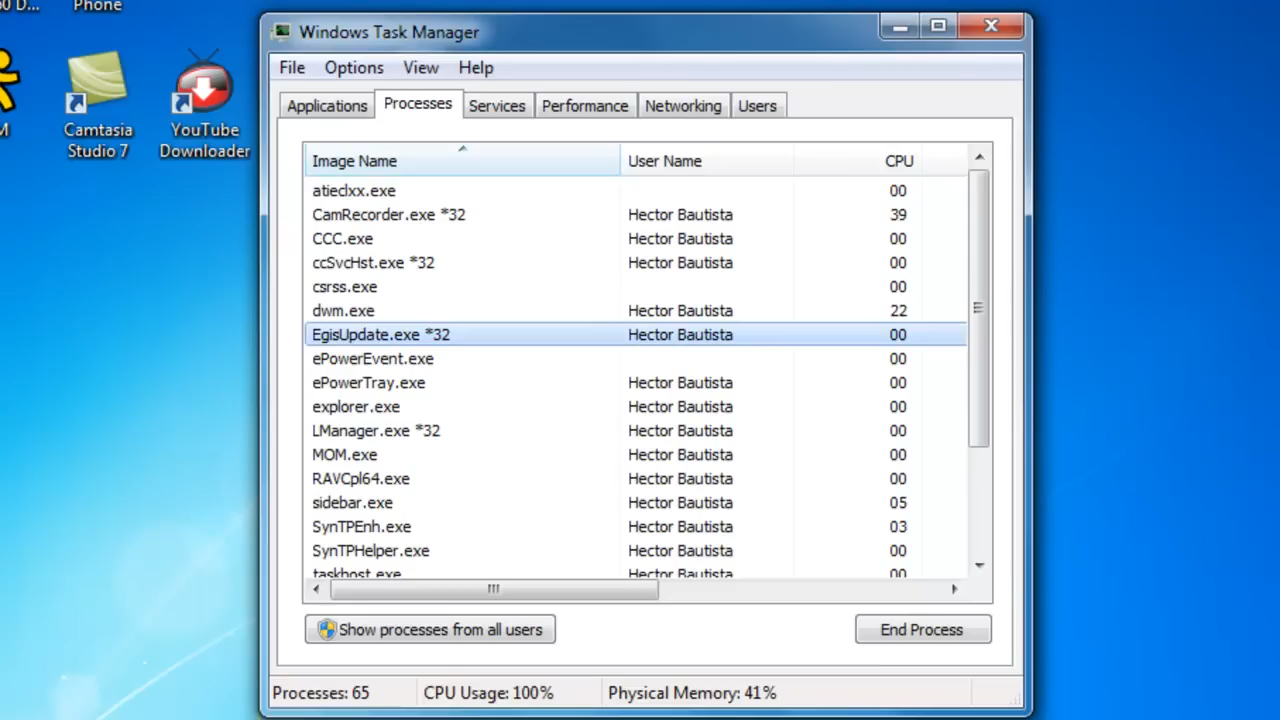 60 D...
Phone
M
Camtasia
Studio 7
YouTube
Downloader
Windows Task Manager
File Options View Help
Applications Processes Services Performance Networking Users
Image Name User Name CPU
atieclxx.exe 00
CamRecorder.exe *32 Hector Bautista 39
CCC.exe Hector Bautista 00
ccSvcHst.exe *32 Hector Bautista 00
csrss.exe 00
dwm.exe Hector Bautista 22
EgisUpdate.exe *32 Hector Bautista 00
ePowerEvent.exe 00
ePowerTray.exe Hector Bautista 00
explorer.exe Hector Bautista 00
LManager.exe *32 Hector Bautista 00
MOM.exe Hector Bautista 00
RAVCpl64.exe Hector Bautista 00
sidebar.exe Hector Bautista 05
SynTPEnh.exe Hector Bautista 03
SynTPHelper.exe Hector Bautista 00
taskhost.exe Hector Bautista 00
Show processes from all users End Process
Processes: 65 CPU Usage: 100% Physical Memory: 41%